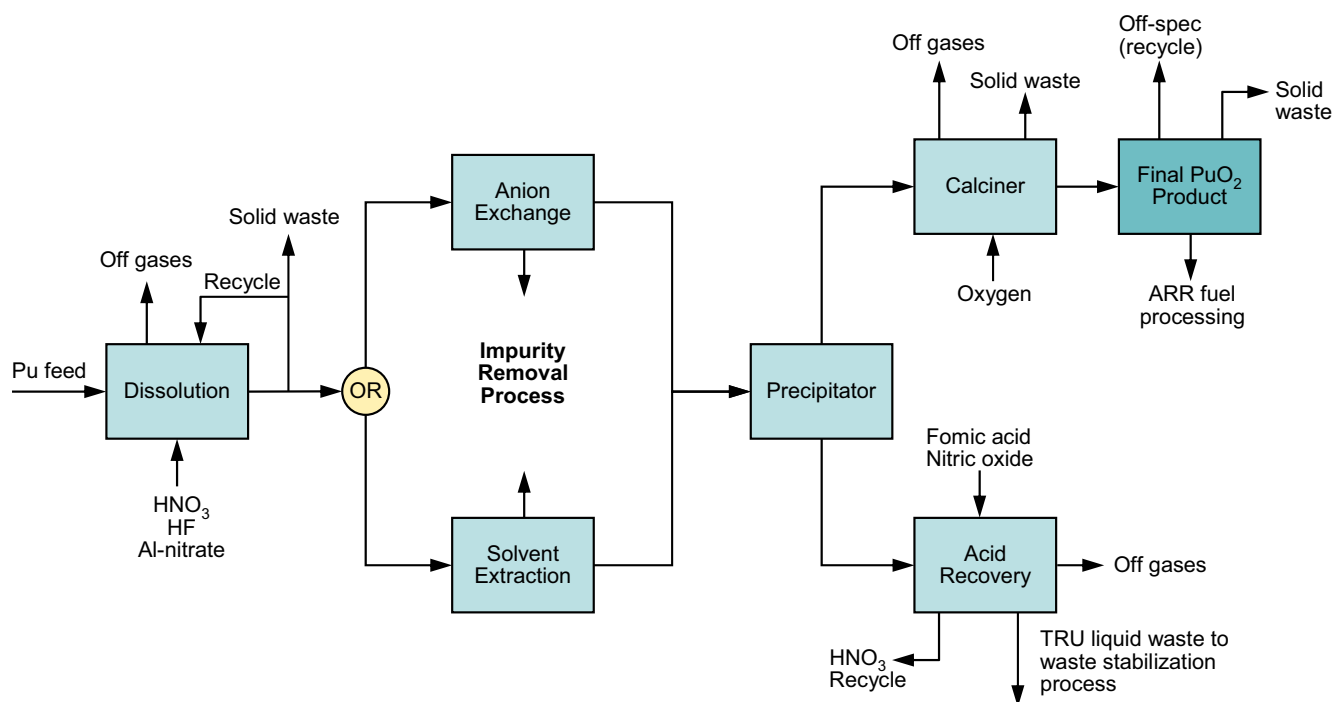 Off gases
Solid waste
Off-spec
(recycle)
Solid
waste
Anion
Exchange
Calciner
Final PuO₂
Product
Solid waste
Off gases
Recycle
Oxygen
ARR fuel
processing
Pu feed
Dissolution
OR
Impurity
Removal
Process
Precipitator
HNO₃
HF
Al-nitrate
Fomic acid
Nitric oxide
Solvent
Extraction
Acid
Recovery
Off gases
HNO₃
Recycle
TRU liquid waste to
waste stabilization
process